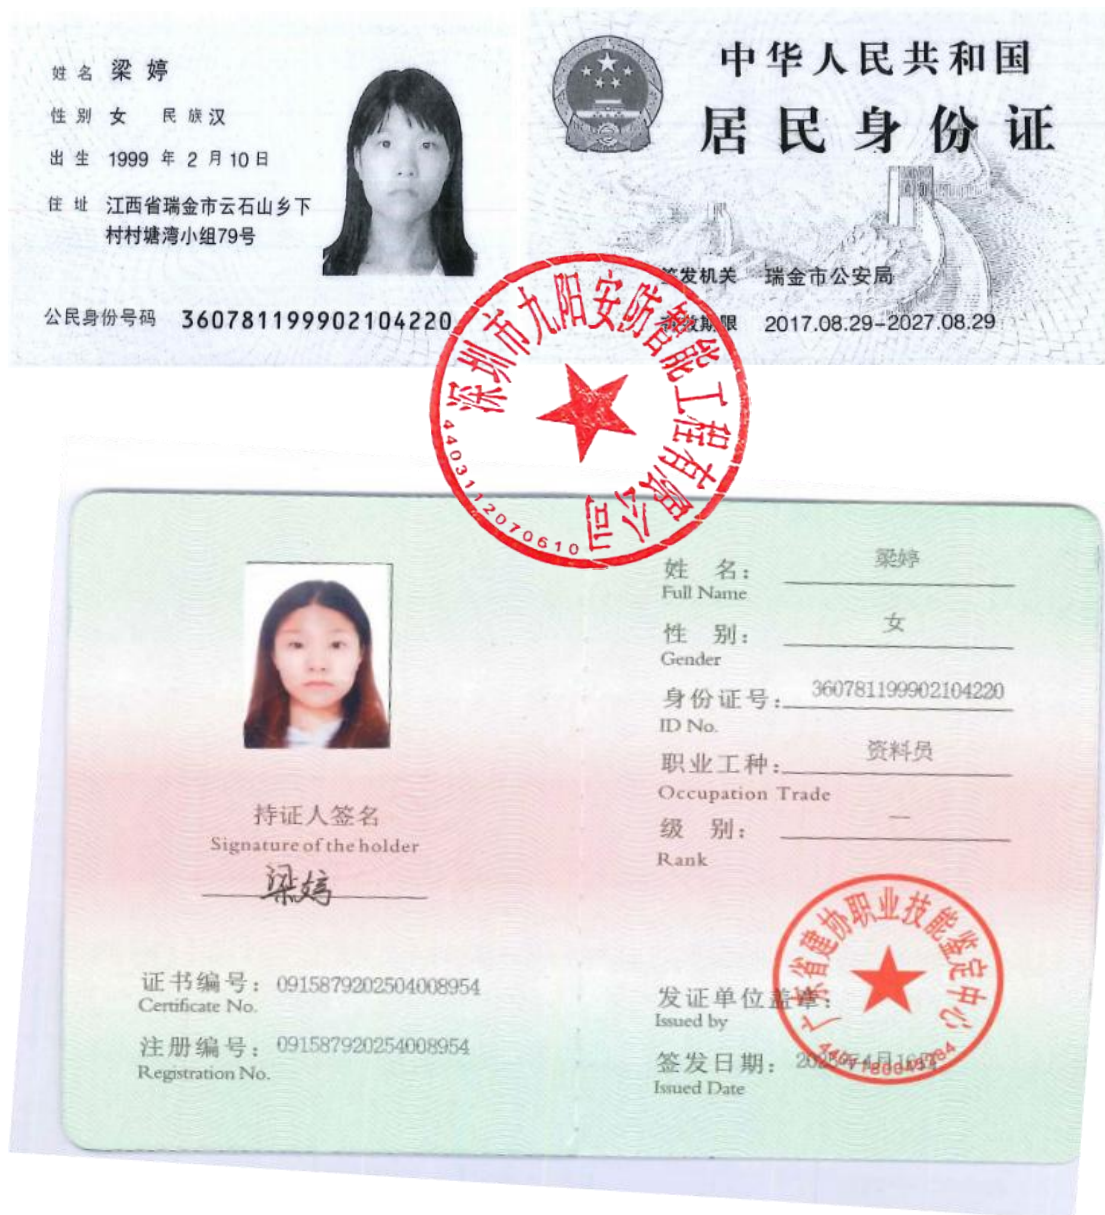 姓名 梁婷
性别 女 民族 汉
出生 1999 年 2 月 10 日
住址 江西省瑞金市云石山乡下
村村塘湾小组79号
公民身份号码 360781199902104220
中华人民共和国
居民身份证
签发机关 瑞金市公安局
有效期限 2017.08.29-2027.08.29
深圳市九阳安防智能工程有限公司
4403112070610
持证人签名
Signature of the holder
梁婷
证书编号: 0915879202504008954
Certificate No.
注册编号: 091587920254008954
Registration No.
姓 名: 梁婷
Full Name
性 别: 女
Gender
身份证号: 360781199902104220
ID No.
职业工种: 资料员
Occupation Trade
级 别: 一
Rank
发证单位盖章:
Issued by
签发日期:
Issued Date
广东省建协职业技能鉴定中心